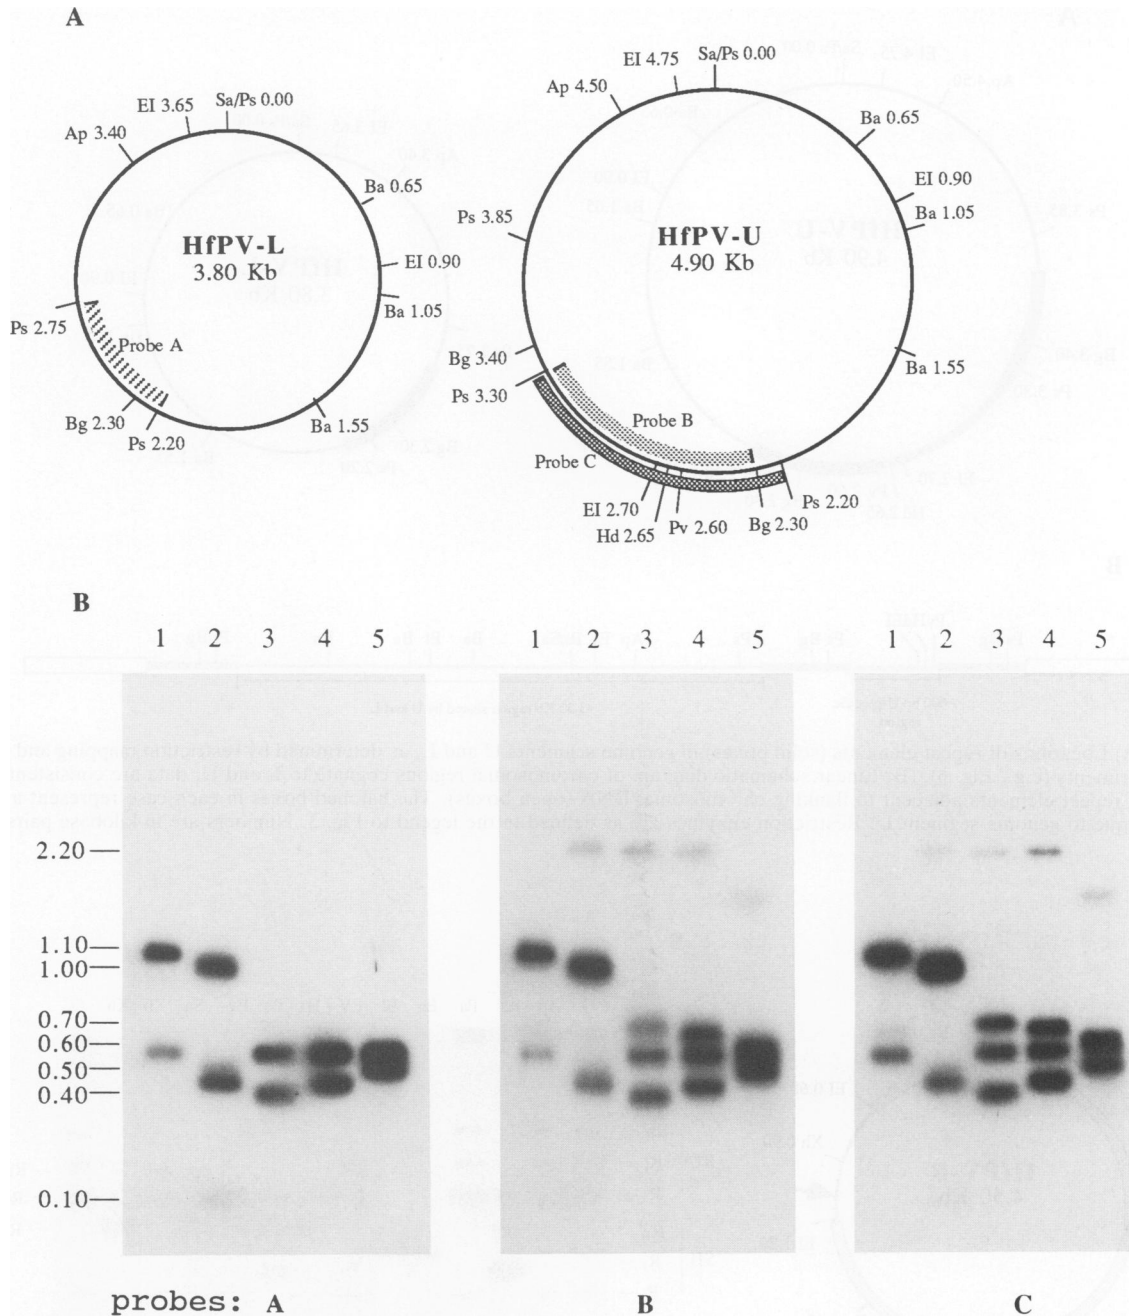 A
EI 3.65
Sa/Ps 0.00
Ap 3.40
Ba 0.65
HfPV-L
3.80 Kb
EI 0.90
Ba 1.05
Ps 2.75
Probe A
Bg 2.30
Ps 2.20
Ba 1.55
Sa/Ps 0.00
EI 4.75
Ap 4.50
Ba 0.65
EI 0.90
Ba 1.05
Ps 3.85
HfPV-U
4.90 Kb
Bg 3.40
Ps 3.30
Ba 1.55
Probe B
Probe C
EI 2.70
Hd 2.65
Pv 2.60
Bg 2.30
Ps 2.20
B
1 2 3 4 5
1 2 3 4 5
1 2 3 4 5
2.20
1.10
1.00
0.70
0.60
0.50
0.40
0.10
probes: A B C